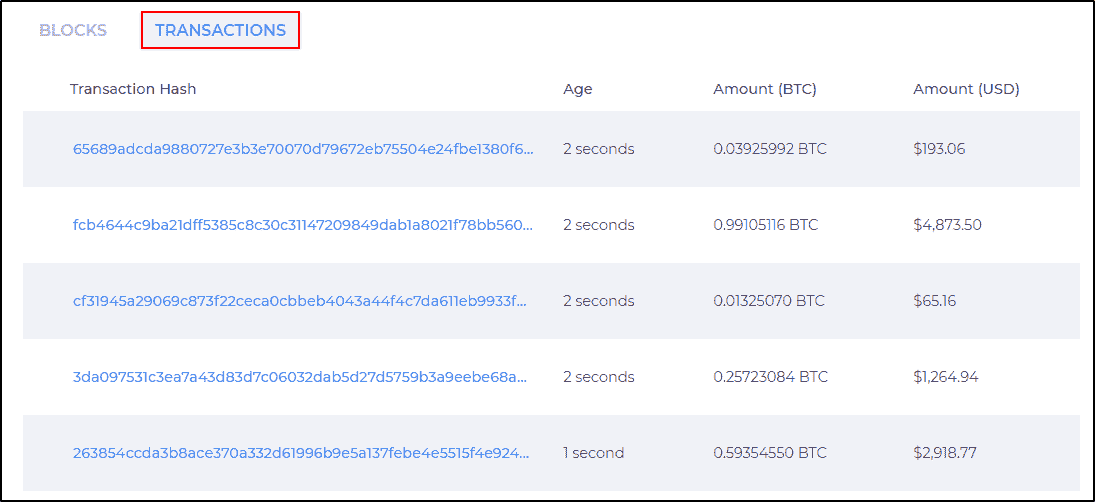 BLOCKS TRANSACTIONS
Transaction Hash Age Amount (BTC) Amount (USD)
65689adcda9880727e3b3e70070d79672eb75504e24fbe1380f6... 2 seconds 0.03925992 BTC $193.06
fcb4644c9ba21dff5385c8c30c31147209849dab1a8021f78bb560... 2 seconds 0.99105116 BTC $4,873.50
cf31945a29069c873f22ceca0cbbeb4043a44f4c7da611eb9933f... 2 seconds 0.01325070 BTC $65.16
3da097531c3ea7a43d83d7c06032dab5d27d5759b3a9eebe68a... 2 seconds 0.25723084 BTC $1,264.94
263854ccda3b8ace370a332d61996b9e5a137febe4e5515f4e924... 1 second 0.59354550 BTC $2,918.77